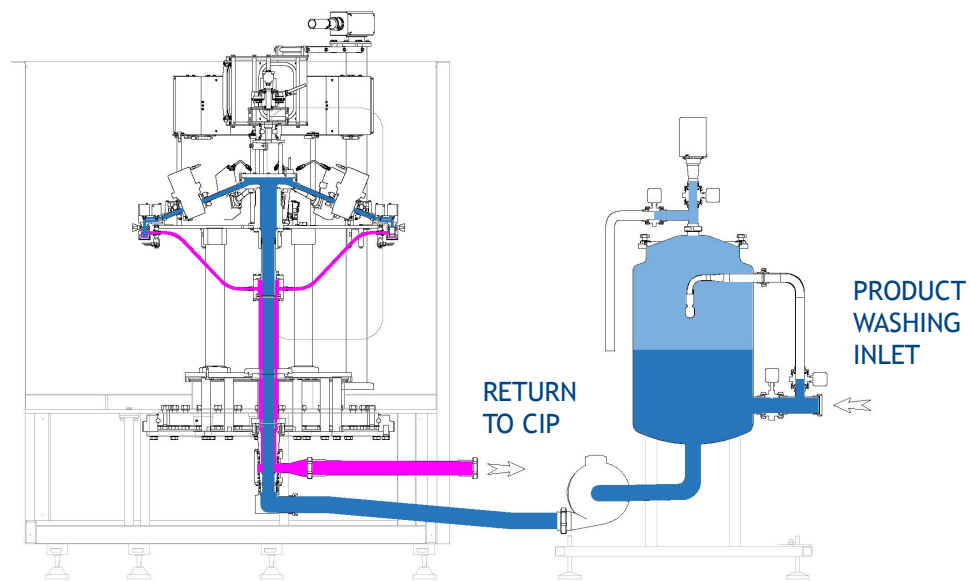 PRODUCT
WASHING
INLET
RETURN
TO CIP